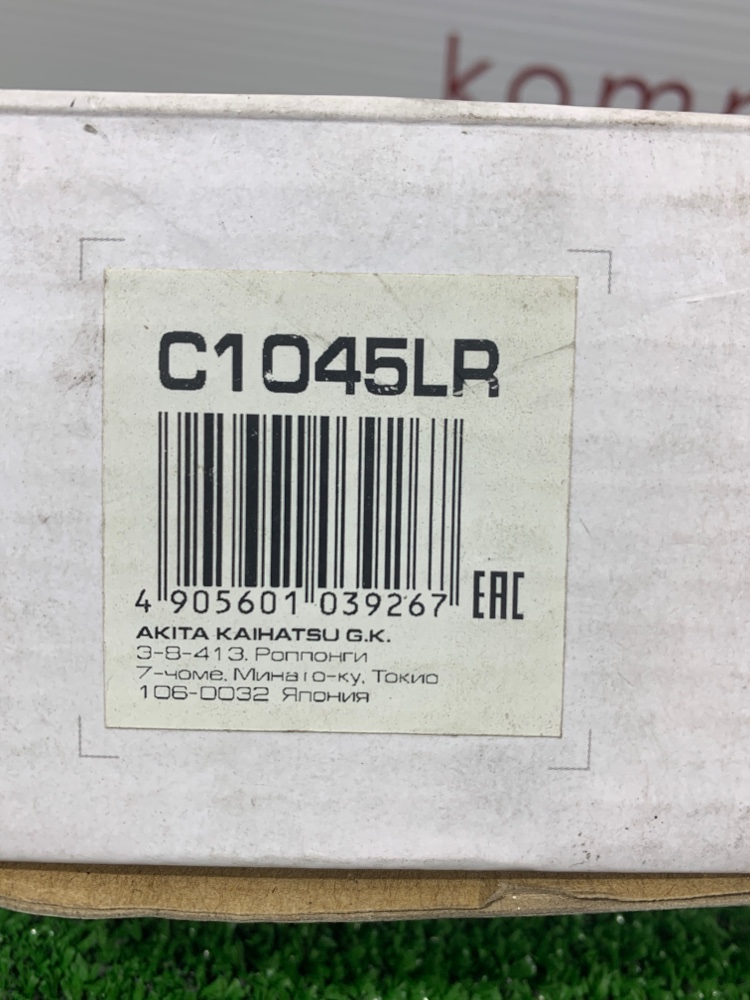 C1045LR
4 905601 039267
EAC
AKITA KAIHATSU G.K.
3-8-413, Роппонги
7-чоме, Минато-ку, Токио
106-0032 Япония